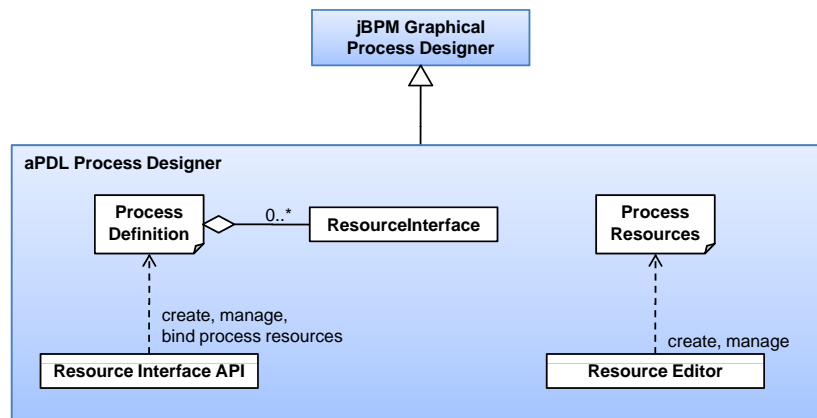 jBPM Graphical
Process Designer
aPDL Process Designer
Process
Definition
0..*
ResourceInterface
Process
Resources
create, manage,
bind process resources
create, manage
Resource Interface API
Resource Editor